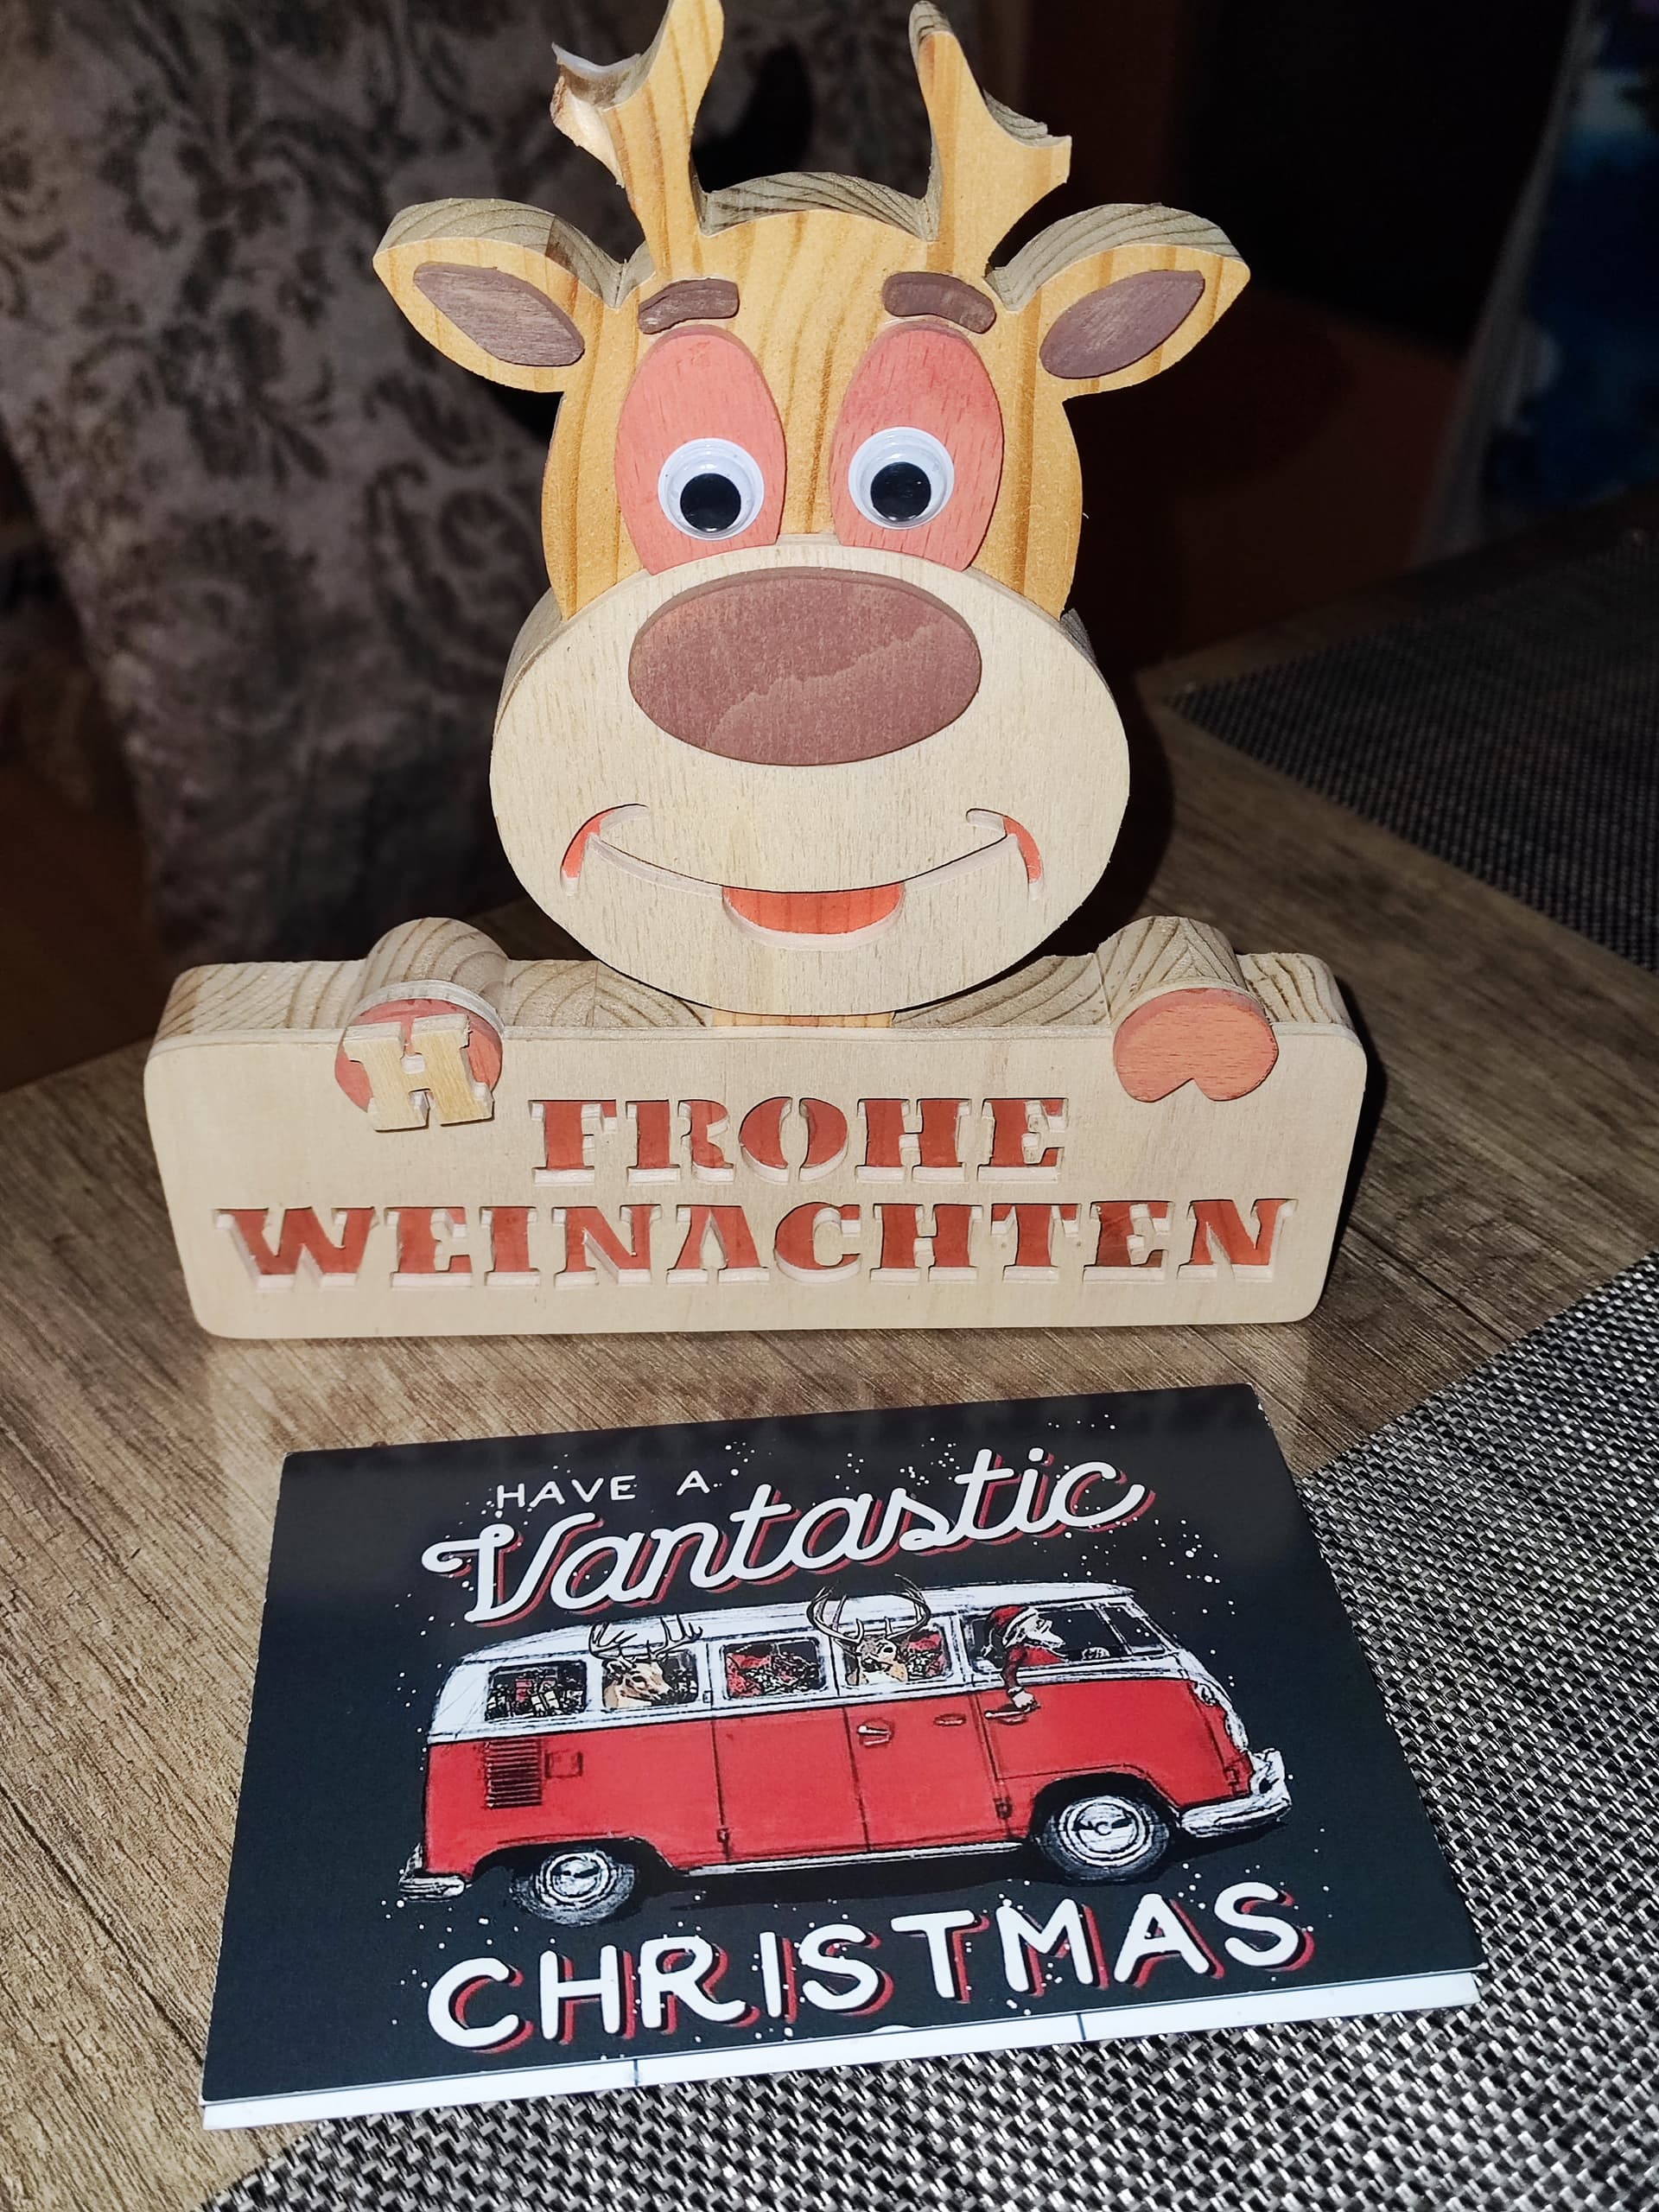 H
FROHE
WEINACHTEN
HAVE A
Vantastic
CHRISTMAS